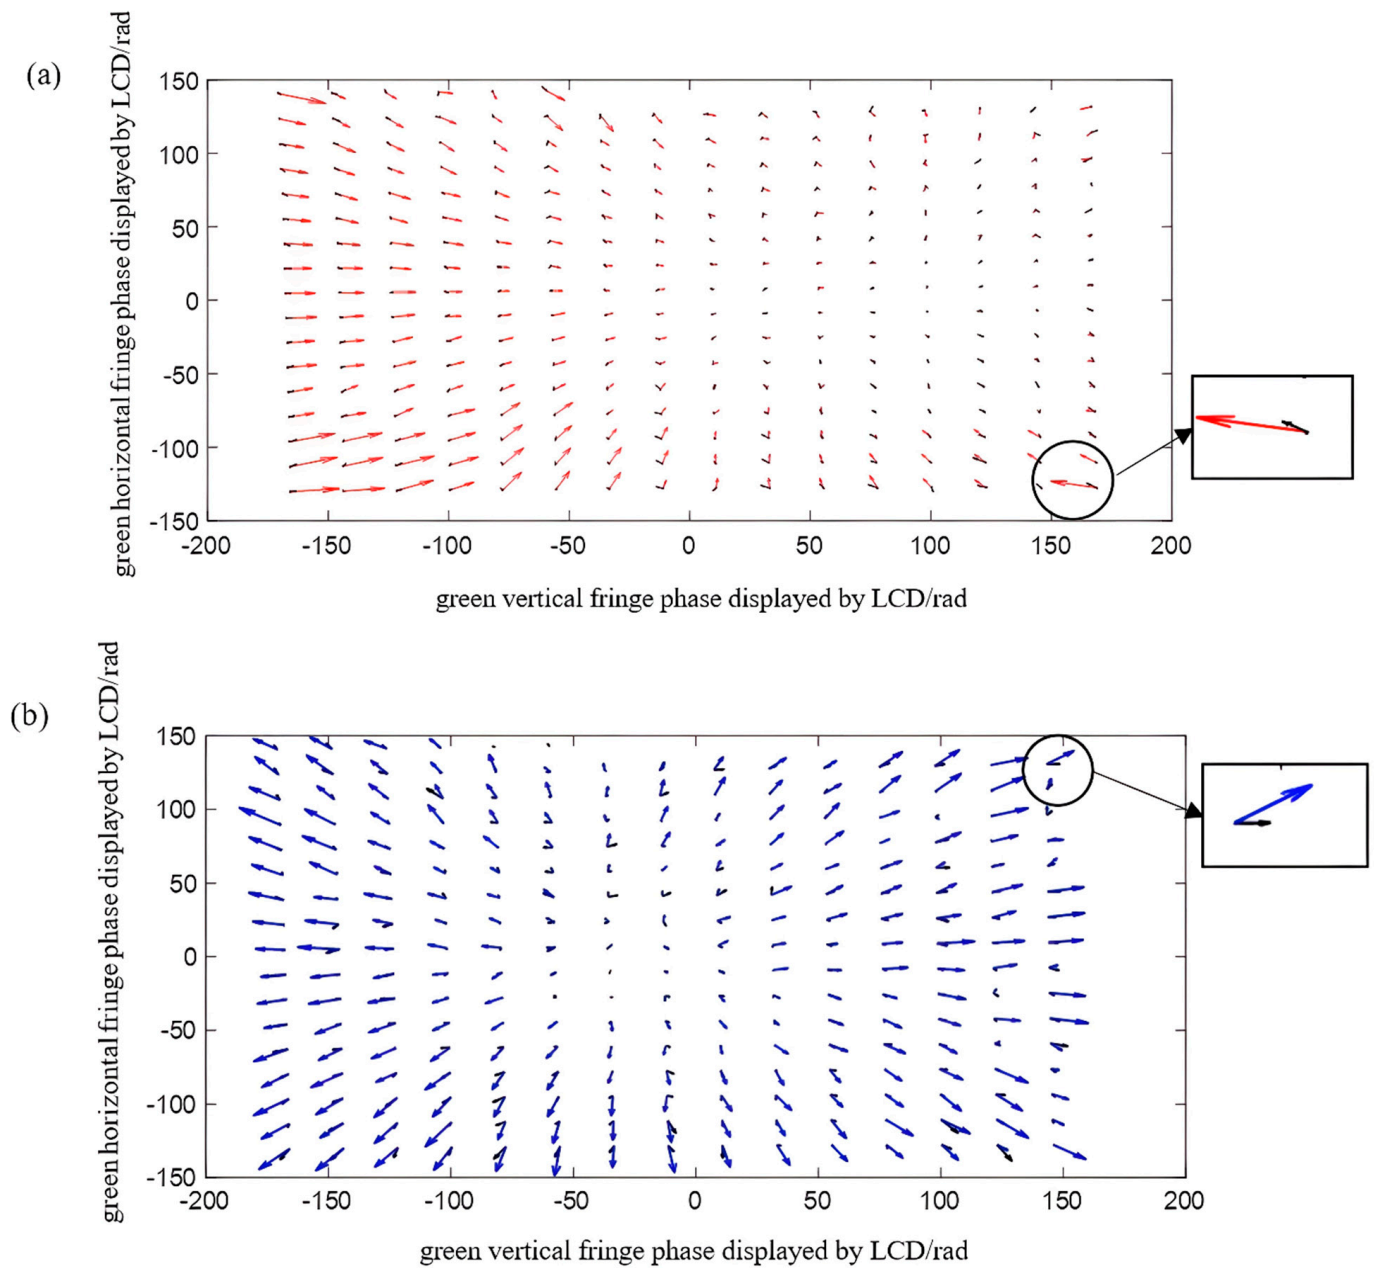 (a)
green horizontal fringe phase displayed by LCD/rad
150
100
50
0
-50
-100
-150
-200 -150 -100 -50 0 50 100 150 200
green vertical fringe phase displayed by LCD/rad
(b)
green horizontal fringe phase displayed by LCD/rad
150
100
50
0
-50
-100
-150
-200 -150 -100 -50 0 50 100 150 200
green vertical fringe phase displayed by LCD/rad